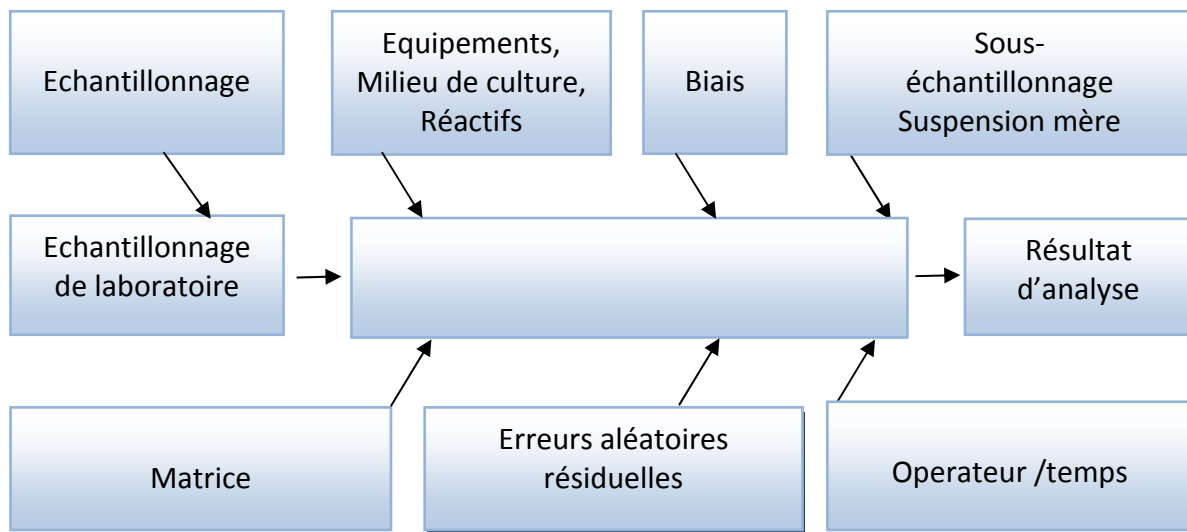 Echantillonnage
Equipements,
Milieu de culture,
Réactifs
Biais
Sous-
échantillonnage
Suspension mère
Echantillonnage
de laboratoire
Résultat
d’analyse
Matrice
Erreurs aléatoires
résiduelles
Operateur /temps